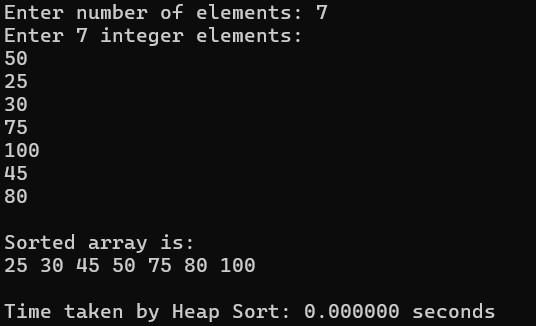 Enter number of elements: 7
Enter 7 integer elements:
50
25
30
75
100
45
80
Sorted array is:
25 30 45 50 75 80 100
Time taken by Heap Sort: 0.000000 seconds